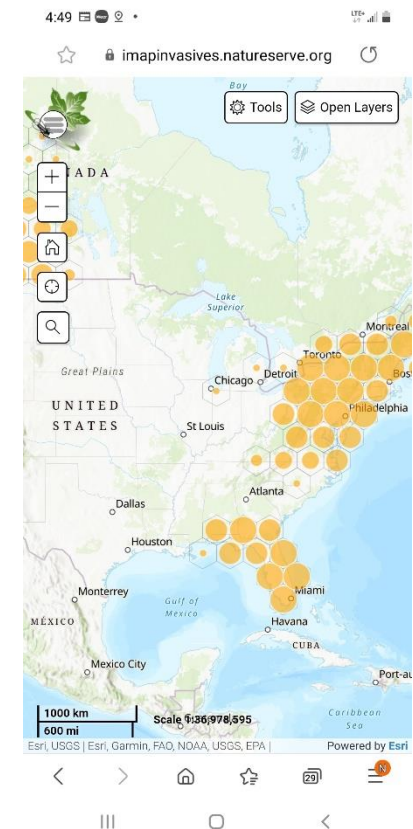 4:49
LTE+
imapinvasives.natureserve.org
Bay
Tools
Open Layers
NADA
Lake
Superior
Montreal
Toronto
Great Plains
Detroit
Chicago
Bos
UNITED
STATES
Philadelphia
St Louis
Atlanta
Dallas
Houston
Monterrey
Gulf of
Mexico
Miami
MÉXICO
Havana
CUBA
Mexico City
Port-au
1000 km
600 mi
Scale 1:36,978,595
Caribbean
Sea
Esri, USGS | Esri, Garmin, FAO, NOAA, USGS, EPA |
Powered by Esri
29
N